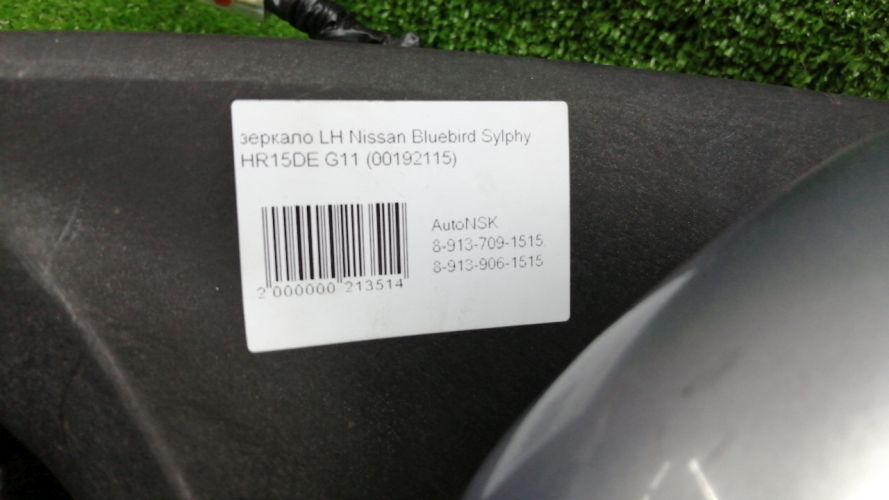 зеркало LH Nissan Bluebird Sylphy
HR15DE G11 (00192115)
AutoNSK
8-913-709-1515
8-913-906-1515
2 000000 213514